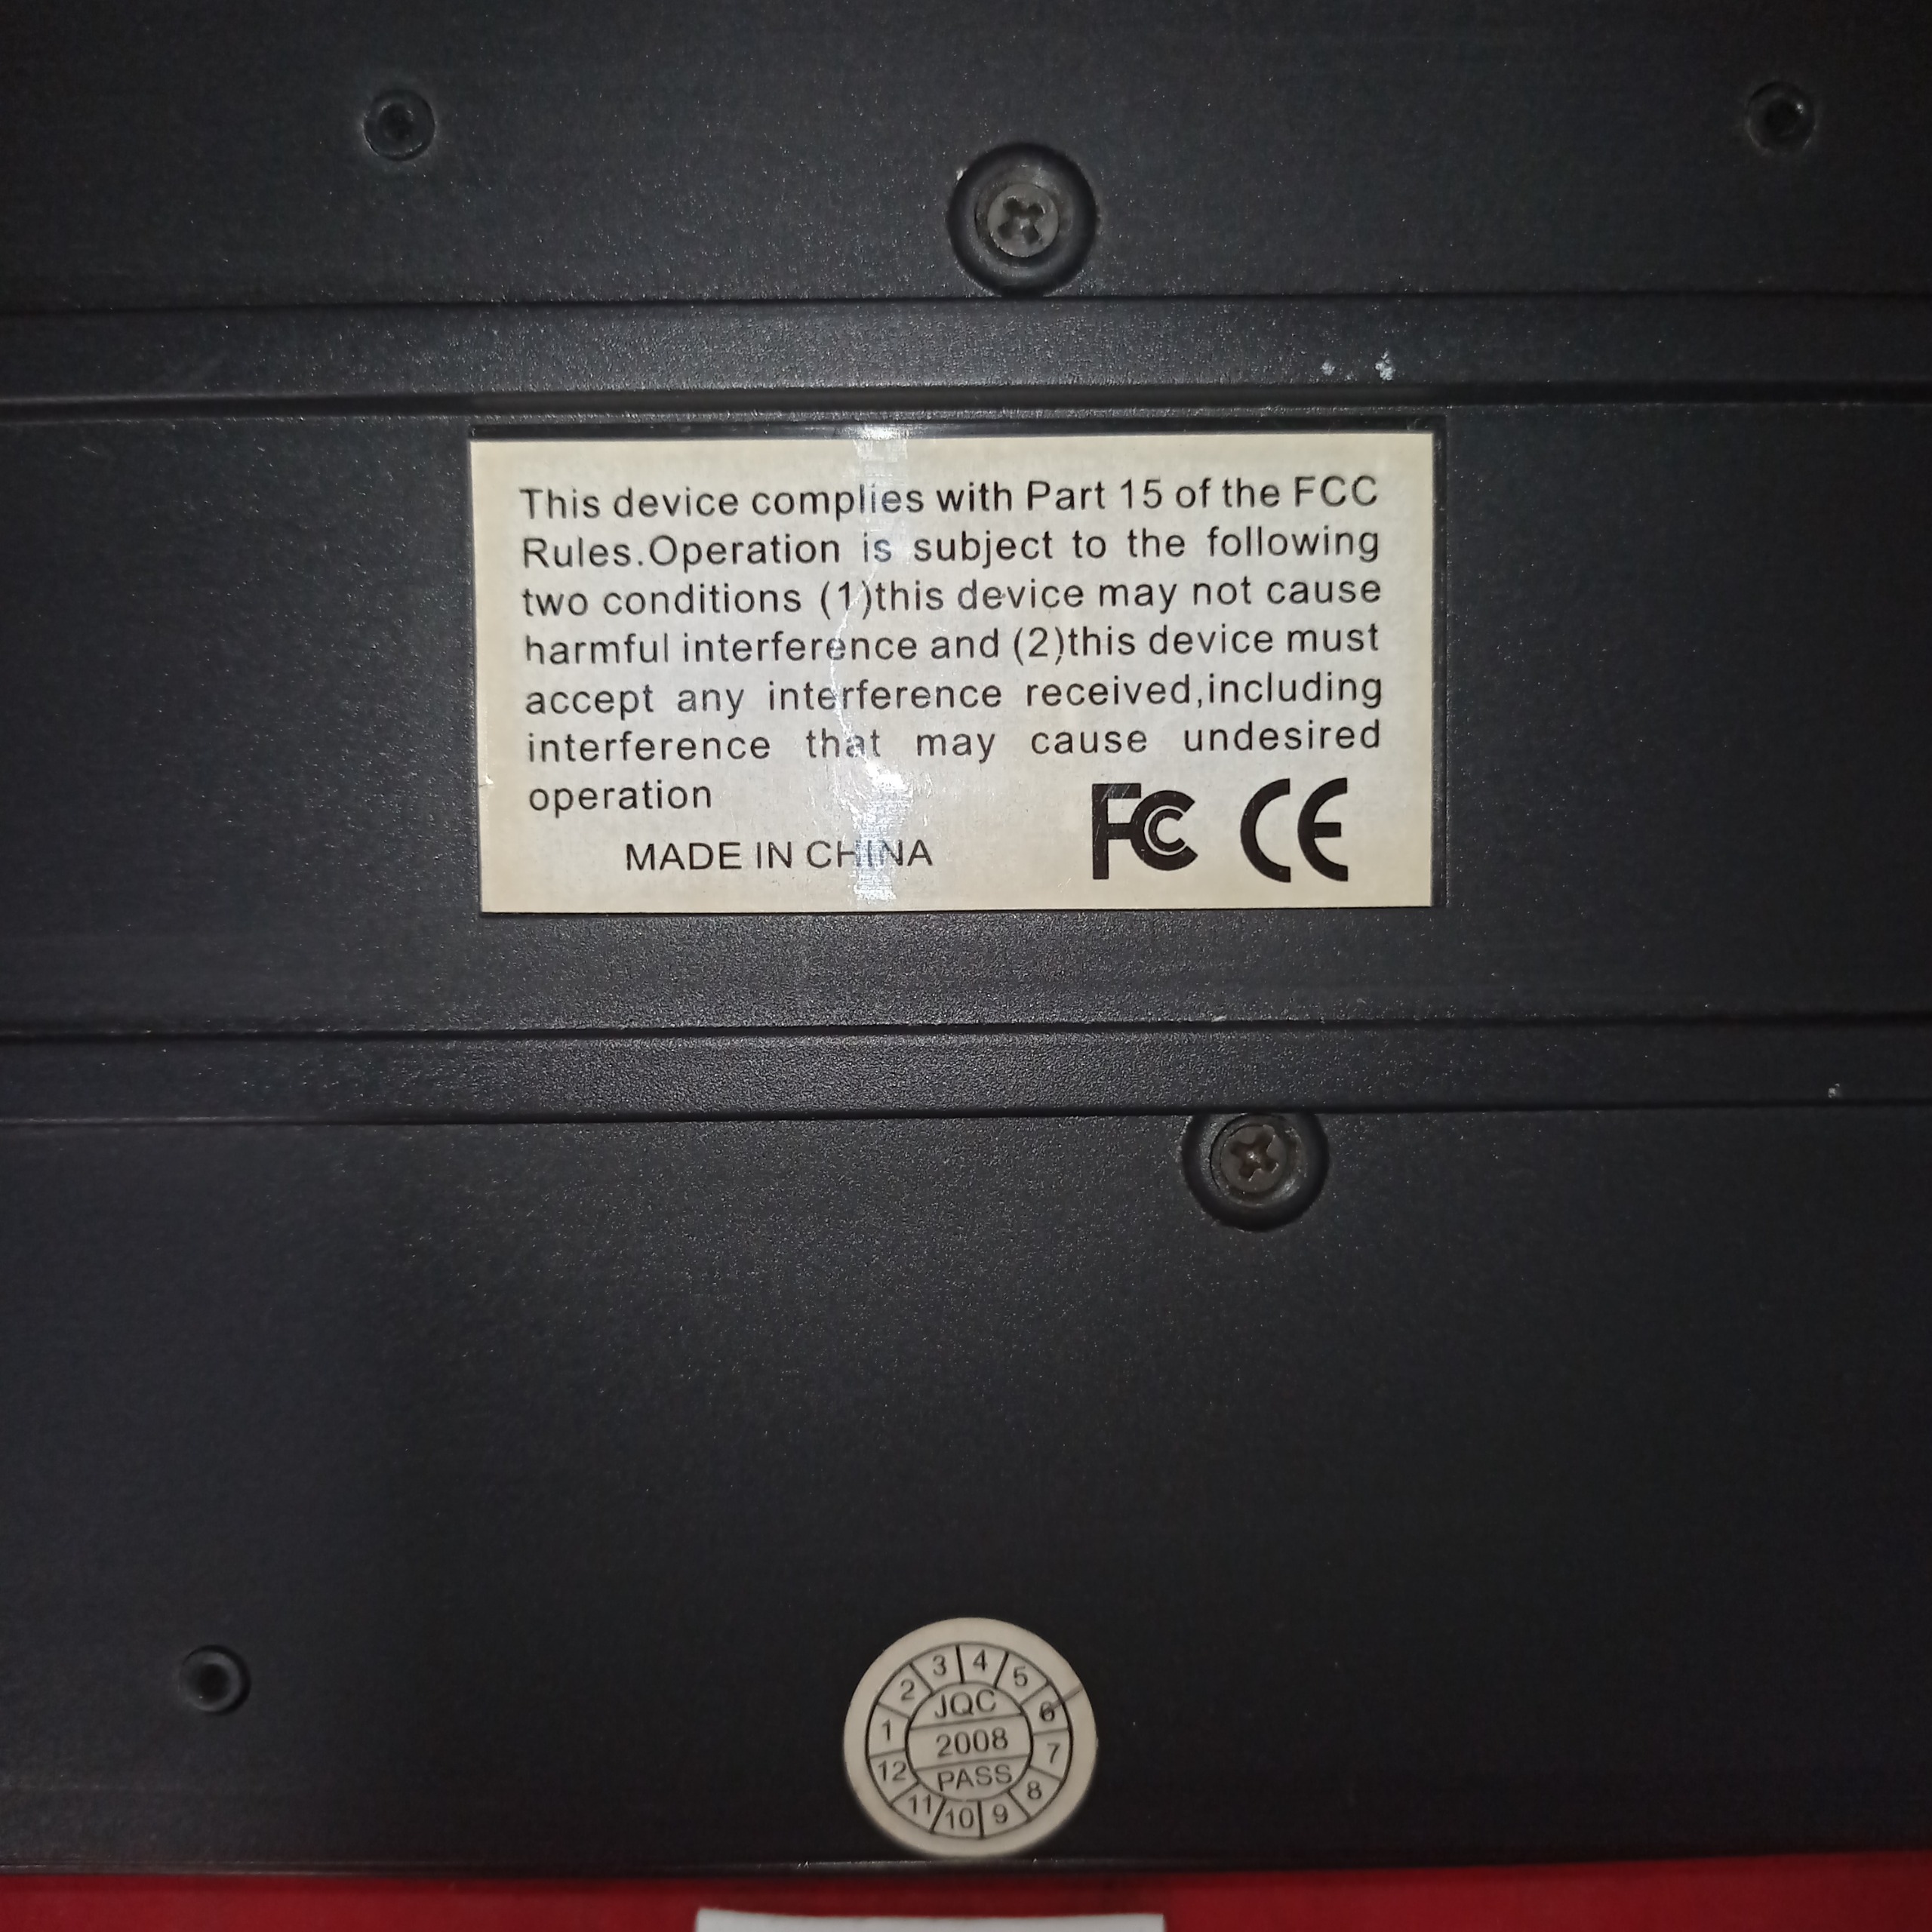 This device complies with Part 15 of the FCC
Rules.Operation is subject to the following
two conditions (1)this device may not cause
harmful interference and (2)this device must
accept any interference received,including
interference that may cause undesired
operation
MADE IN CHINA
FC CE
1 2 3 4 5 6 7 8 9 10 11 12
JQC
2008
PASS